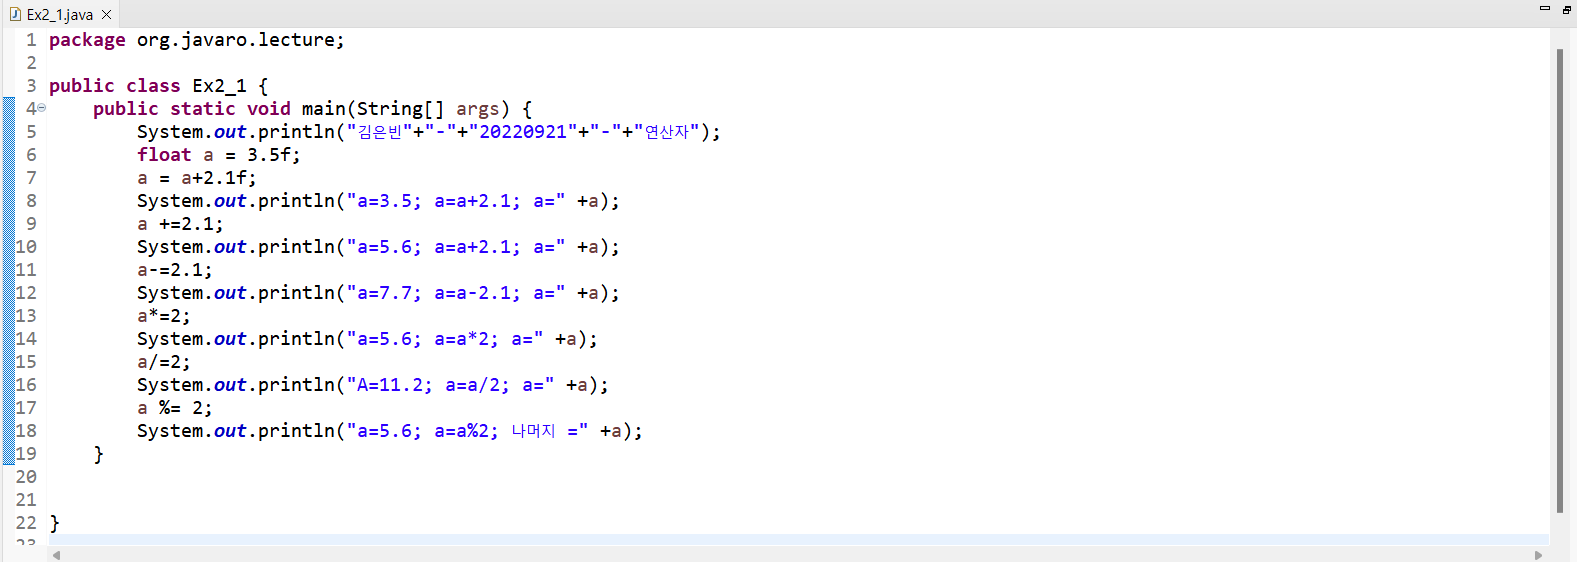 Ex2_1.java
1 package org.javaro.lecture;
2
3 public class Ex2_1 {
4 public static void main(String[] args) {
5 System.out.println("김은빈"+"-"+"20220921"+"-"+"연산자");
6 float a = 3.5f;
7 a = a+2.1f;
8 System.out.println("a=3.5; a=a+2.1; a=" +a);
9 a +=2.1;
10 System.out.println("a=5.6; a=a+2.1; a=" +a);
11 a-=2.1;
12 System.out.println("a=7.7; a=a-2.1; a=" +a);
13 a*=2;
14 System.out.println("a=5.6; a=a*2; a=" +a);
15 a/=2;
16 System.out.println("A=11.2; a=a/2; a=" +a);
17 a %= 2;
18 System.out.println("a=5.6; a=a%2; 나머지 =" +a);
19 }
20
21
22 }
23